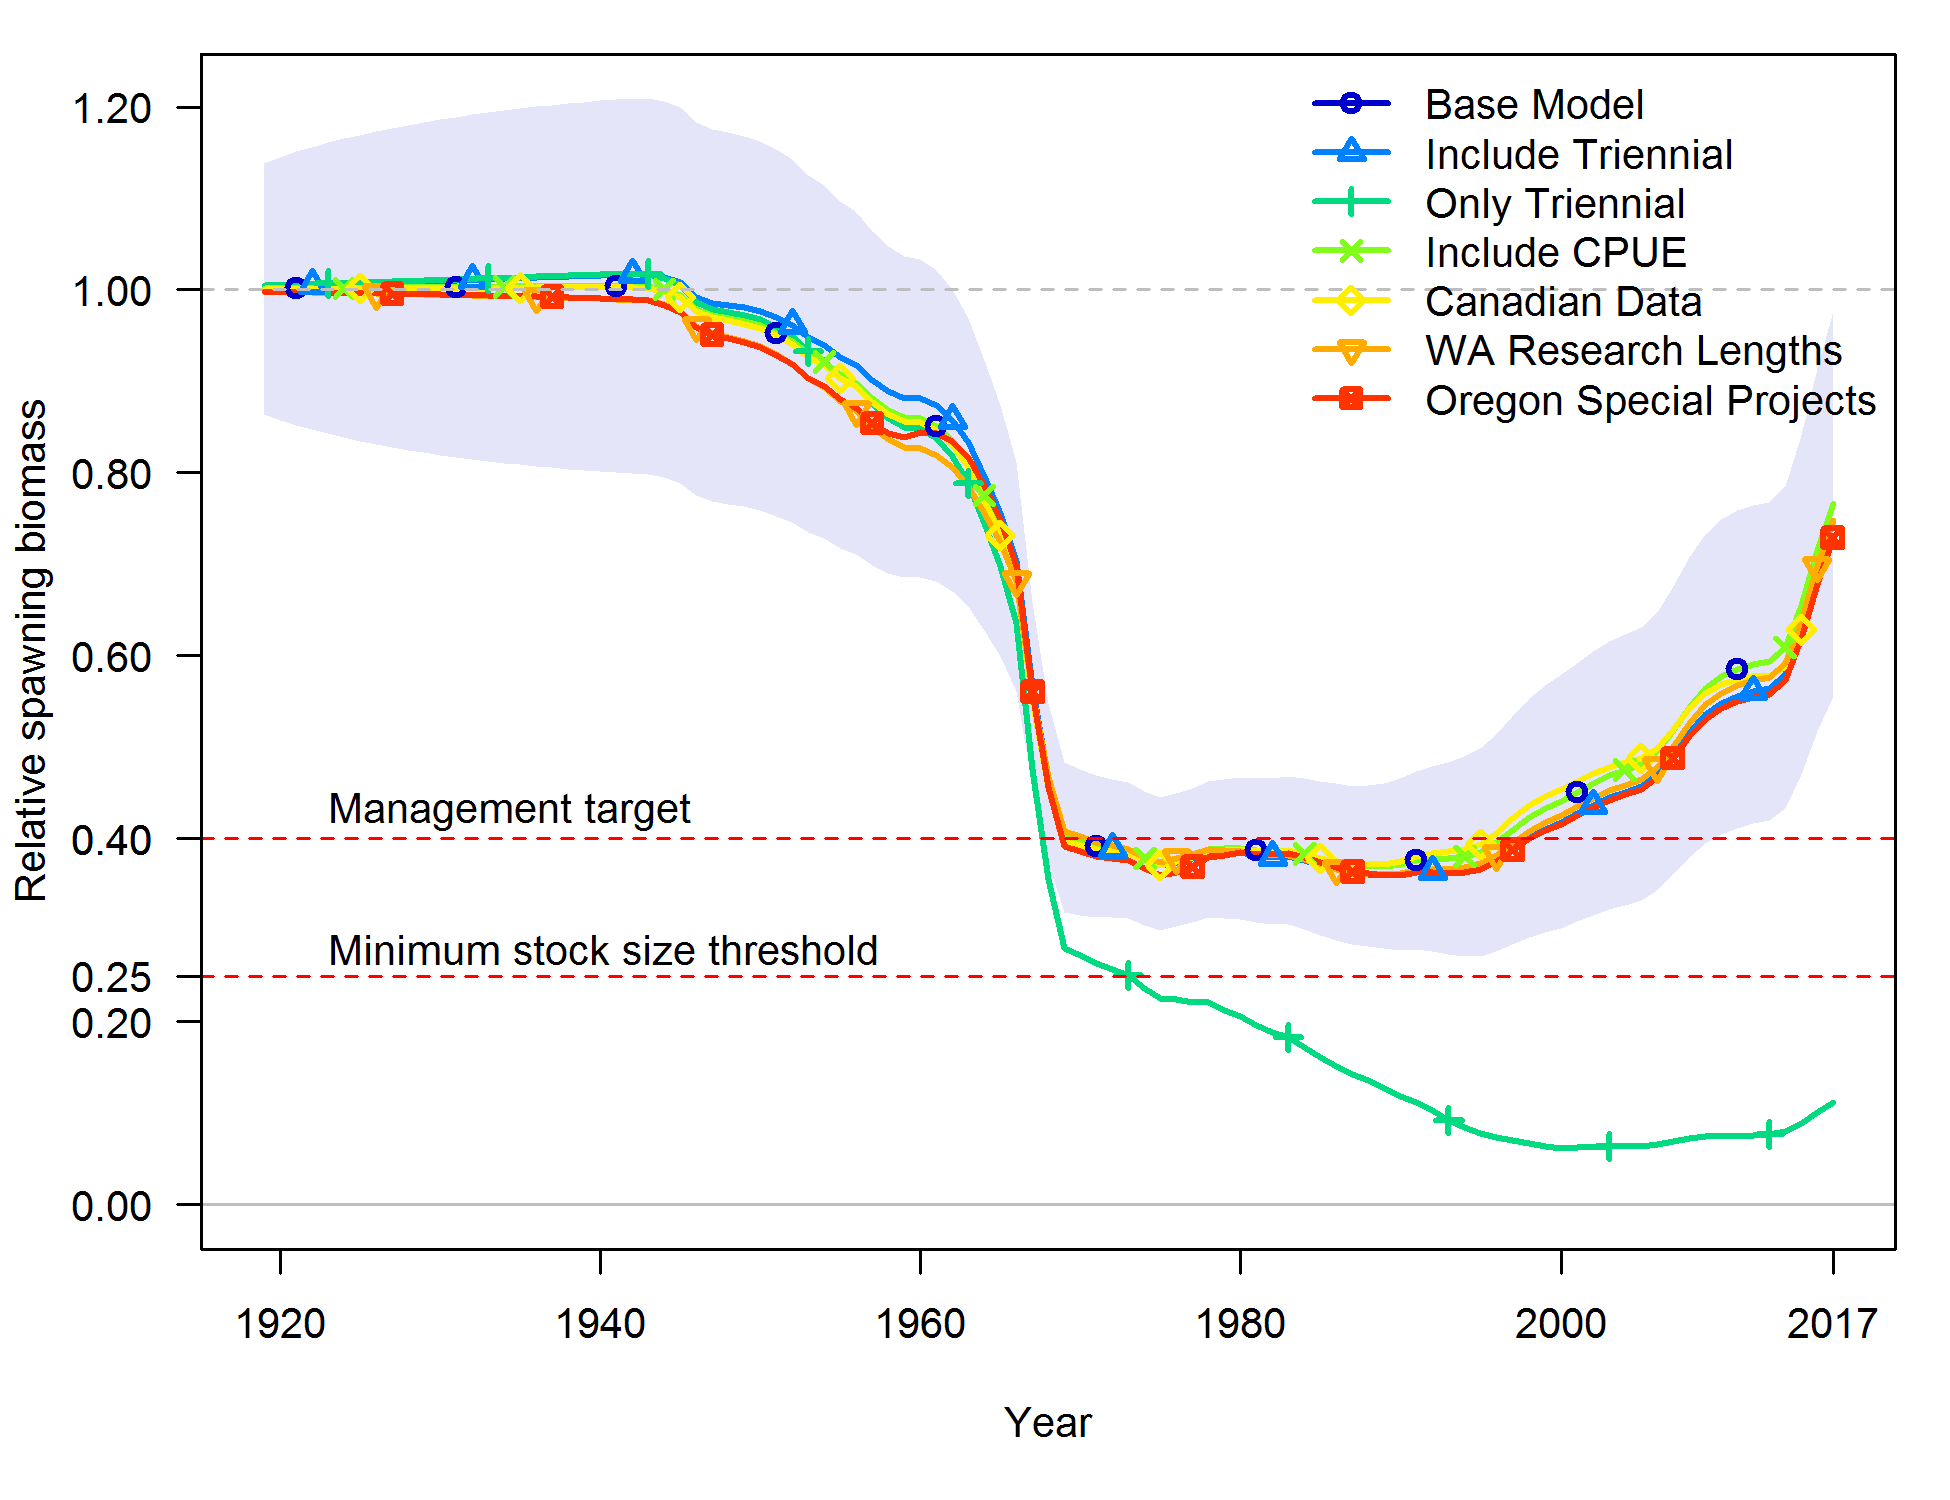 Base Model
Include Triennial
Only Triennial
Include CPUE
Canadian Data
WA Research Lengths
Oregon Special Projects
Management target
Minimum stock size threshold
Relative spawning biomass
1.20
1.00
0.80
0.60
0.40
0.25
0.20
0.00
1920
1940
1960
1980
2000
2017
Year